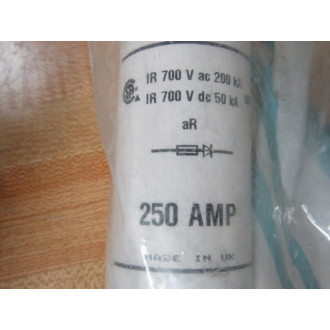 IR 700 V ac 200 kA
IR 700 V dc 50 kA
aR
250 AMP
MADE IN UK